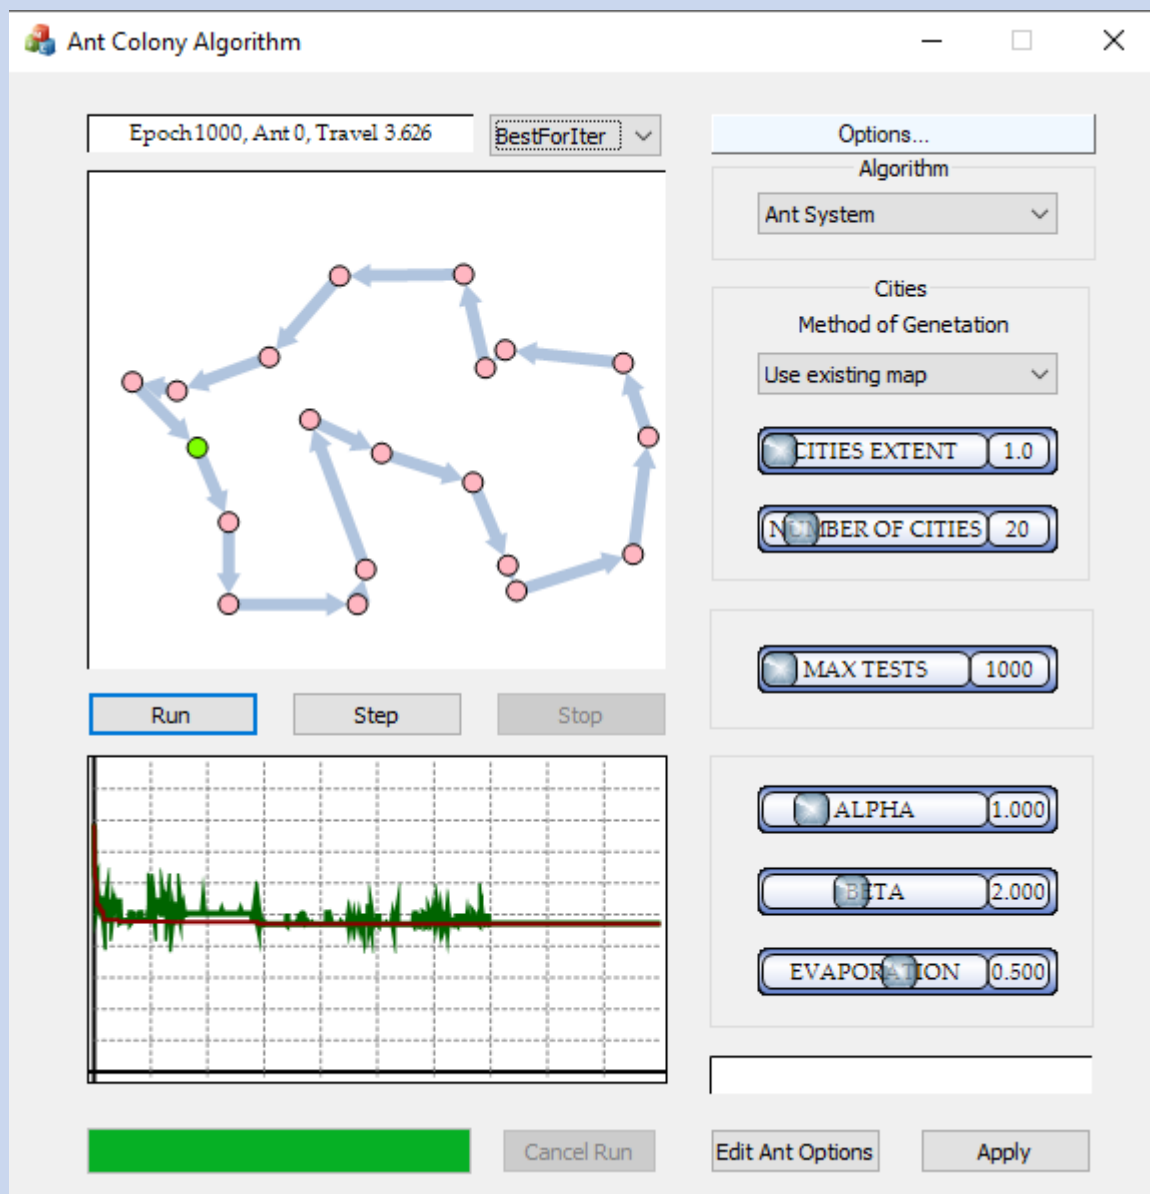 Ant Colony Algorithm
Epoch 1000, Ant 0, Travel 3.626
BestForIter
Options...
Algorithm
Ant System
Cities
Method of Genetation
Use existing map
CITIES EXTENT 1.0
NUMBER OF CITIES 20
MAX TESTS 1000
Run
Step
Stop
ALPHA 1.000
BETA 2.000
EVAPORATION 0.500
Cancel Run
Edit Ant Options
Apply